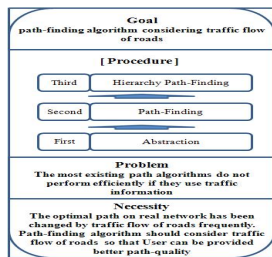 Goal
path-finding algorithm considering traffic flow
of roads
[ Procedure ]
Third Hierarchy Path-Finding
Second Path-Finding
First Abstraction
Problem
The most existing path algorithms do not
perform efficiently if they use traffic
information
Necessity
The optimal path on real network has been
changed by traffic flow of roads frequently.
Path-finding algorithm should consider traffic
flow of roads so that User can be provided
better path-quality